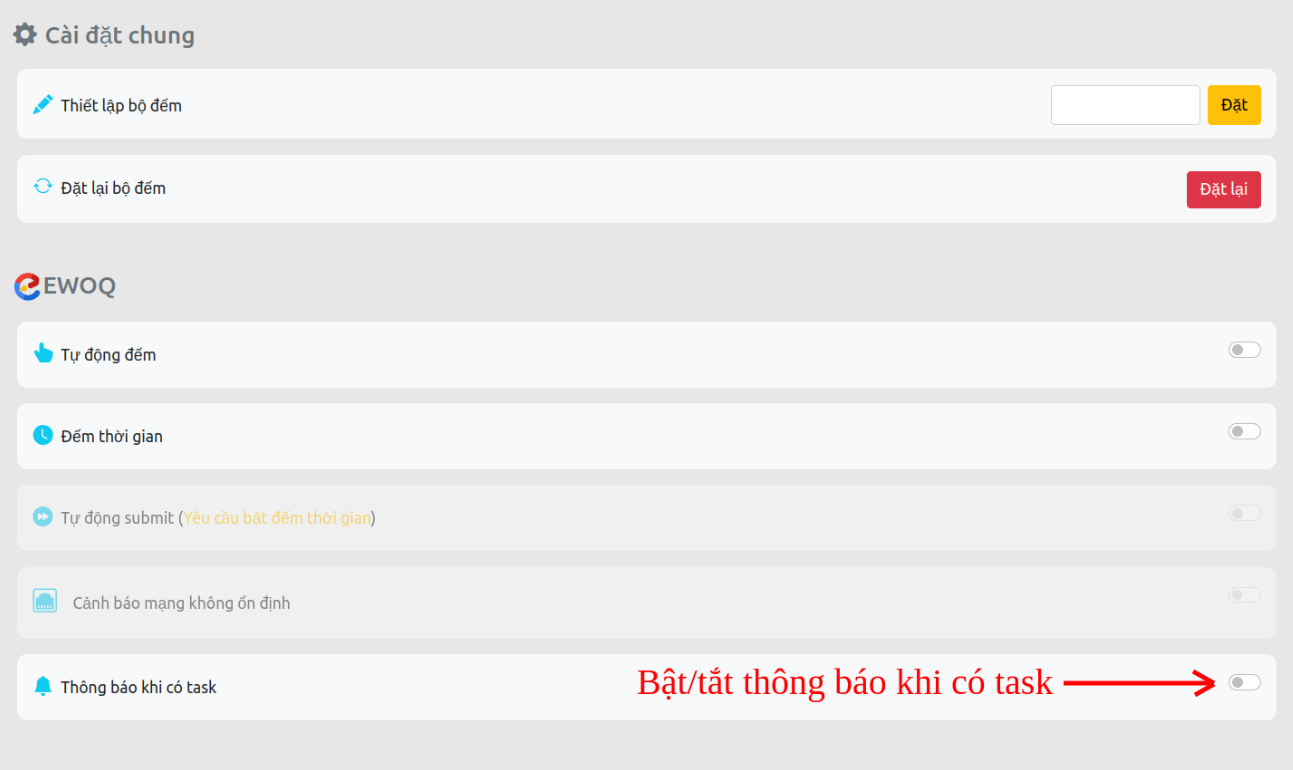 Cài đặt chung
Thiết lập bộ đếm
Đặt
Đặt lại bộ đếm
Đặt lại
EWOQ
Tự động đếm
Đếm thời gian
Tự động submit (Yêu cầu bật đếm thời gian)
Cảnh báo mạng không ổn định
Thông báo khi có task
Bật/tắt thông báo khi có task